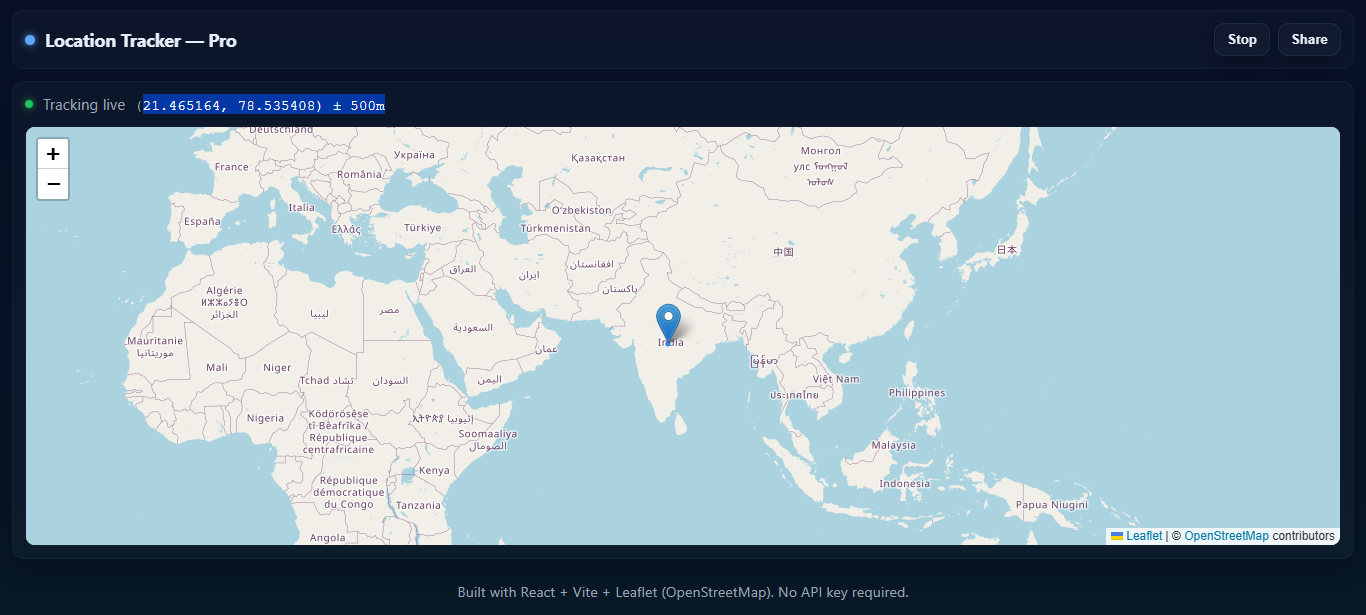 Location Tracker — Pro
Stop
Share
Tracking live (21.465164, 78.535408) ± 500m
+
−
Deutschland
Україна
Қазақстан
Монгол
улс
France
România
Italia
O'zbekiston
España
Ελλάς
Türkiye
Türkmenistan
日本
中国
العراق
ایران
افغانستان
پاکستان
Algérie
ⵍⵣⵣⴰⵢⴻⵔ
الجزائر
ليبيا
مصر
السعودية
India
Mauritanie
موريتانيا
عمان
မြန်မာ
Mali
Niger
Tchad تشاد
السودان
اليمن
Việt Nam
ประเทศไทย
Philippines
Nigeria
Ködörösêse
tî Bêafrîka /
République
centrafricaine
ኢትዮጵያ إثيوبيا
Soomaaliya
الصومال
Malaysia
Kenya
Indonesia
République
démocratique
du Congo
Tanzania
Papua Niugini
Angola
Leaflet | © OpenStreetMap contributors
Built with React + Vite + Leaflet (OpenStreetMap). No API key required.